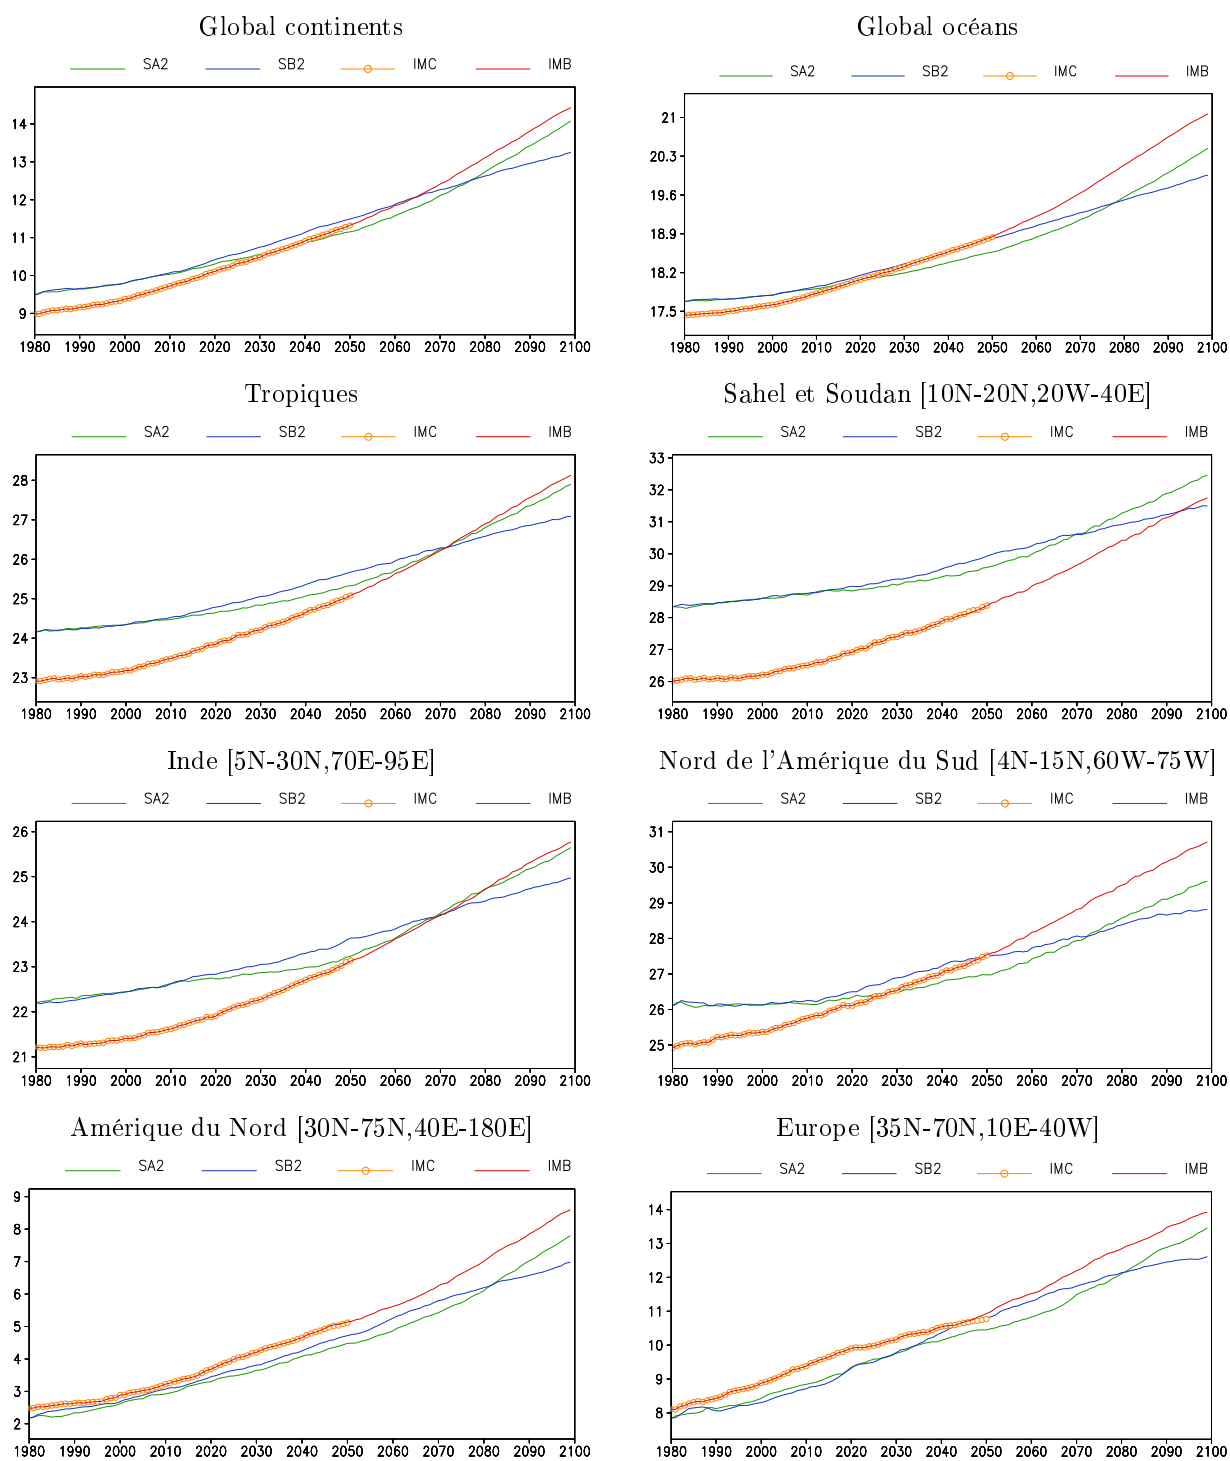 Global continents
SA2 SB2 IMC IMB
14
13
12
11
10
9
1980 1990 2000 2010 2020 2030 2040 2050 2060 2070 2080 2090 2100
Global océans
SA2 SB2 IMC IMB
21
20.3
19.6
18.9
18.2
17.5
1980 1990 2000 2010 2020 2030 2040 2050 2060 2070 2080 2090 2100
Tropiques
SA2 SB2 IMC IMB
28
27
26
25
24
23
1980 1990 2000 2010 2020 2030 2040 2050 2060 2070 2080 2090 2100
Sahel et Soudan [10N-20N,20W-40E]
SA2 SB2 IMC IMB
33
32
31
30
29
28
27
26
1980 1990 2000 2010 2020 2030 2040 2050 2060 2070 2080 2090 2100
Inde [5N-30N,70E-95E]
SA2 SB2 IMC IMB
26
25
24
23
22
21
1980 1990 2000 2010 2020 2030 2040 2050 2060 2070 2080 2090 2100
Nord de l'Amérique du Sud [4N-15N,60W-75W]
SA2 SB2 IMC IMB
31
30
29
28
27
26
25
1980 1990 2000 2010 2020 2030 2040 2050 2060 2070 2080 2090 2100
Amérique du Nord [30N-75N,40E-180E]
SA2 SB2 IMC IMB
9
8
7
6
5
4
3
2
1980 1990 2000 2010 2020 2030 2040 2050 2060 2070 2080 2090 2100
Europe [35N-70N,10E-40W]
SA2 SB2 IMC IMB
14
13
12
11
10
9
8
1980 1990 2000 2010 2020 2030 2040 2050 2060 2070 2080 2090 2100